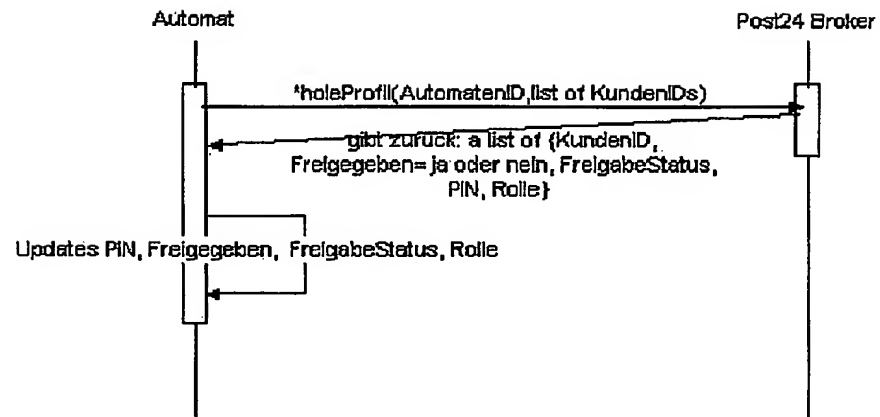 Automat
Post24 Broker
*holeProfil(AutomatenID,list of KundenIDs)
gibt zurück: a list of {KundenID,
Freigegeben= ja oder nein, FreigabeStatus,
PIN, Rolle}
Updates PIN, Freigegeben, FreigabeStatus, Rolle